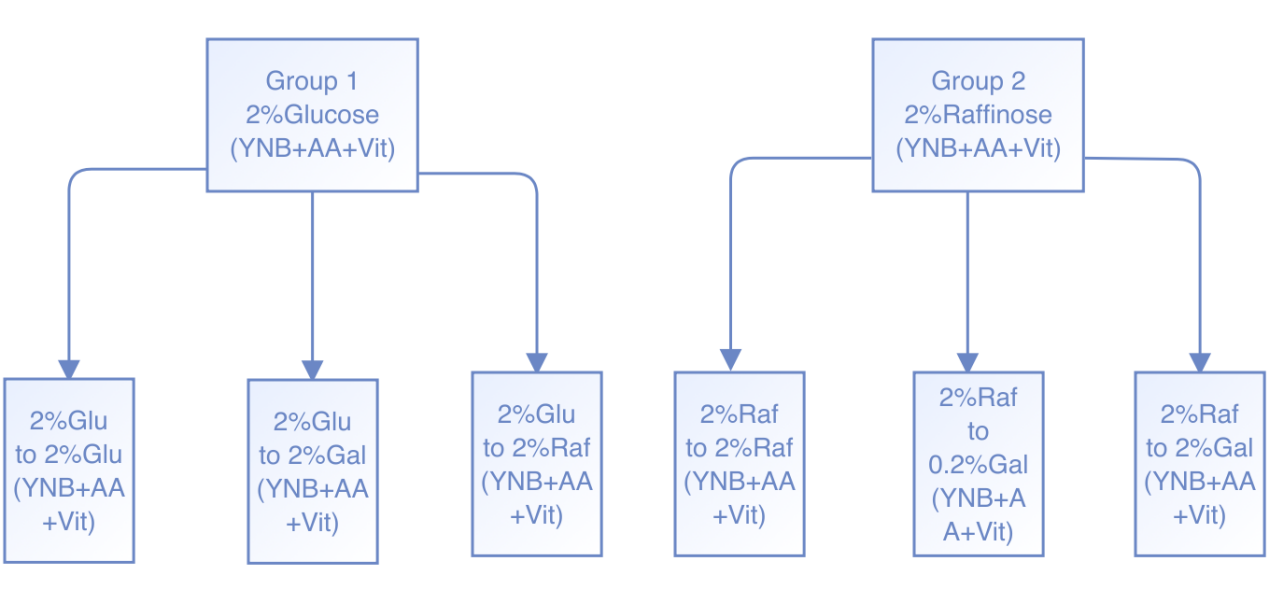 Group 1
2%Glucose
(YNB+AA+Vit)
Group 2
2%Raffinose
(YNB+AA+Vit)
2%Glu
to 2%Glu
(YNB+AA
+Vit)
2%Glu
to 2%Gal
(YNB+AA
+Vit)
2%Glu
to 2%Raf
(YNB+AA
+Vit)
2%Raf
to 2%Raf
(YNB+AA
+Vit)
2%Raf
to
0.2%Gal
(YNB+A
A+Vit)
2%Raf
to 2%Gal
(YNB+AA
+Vit)